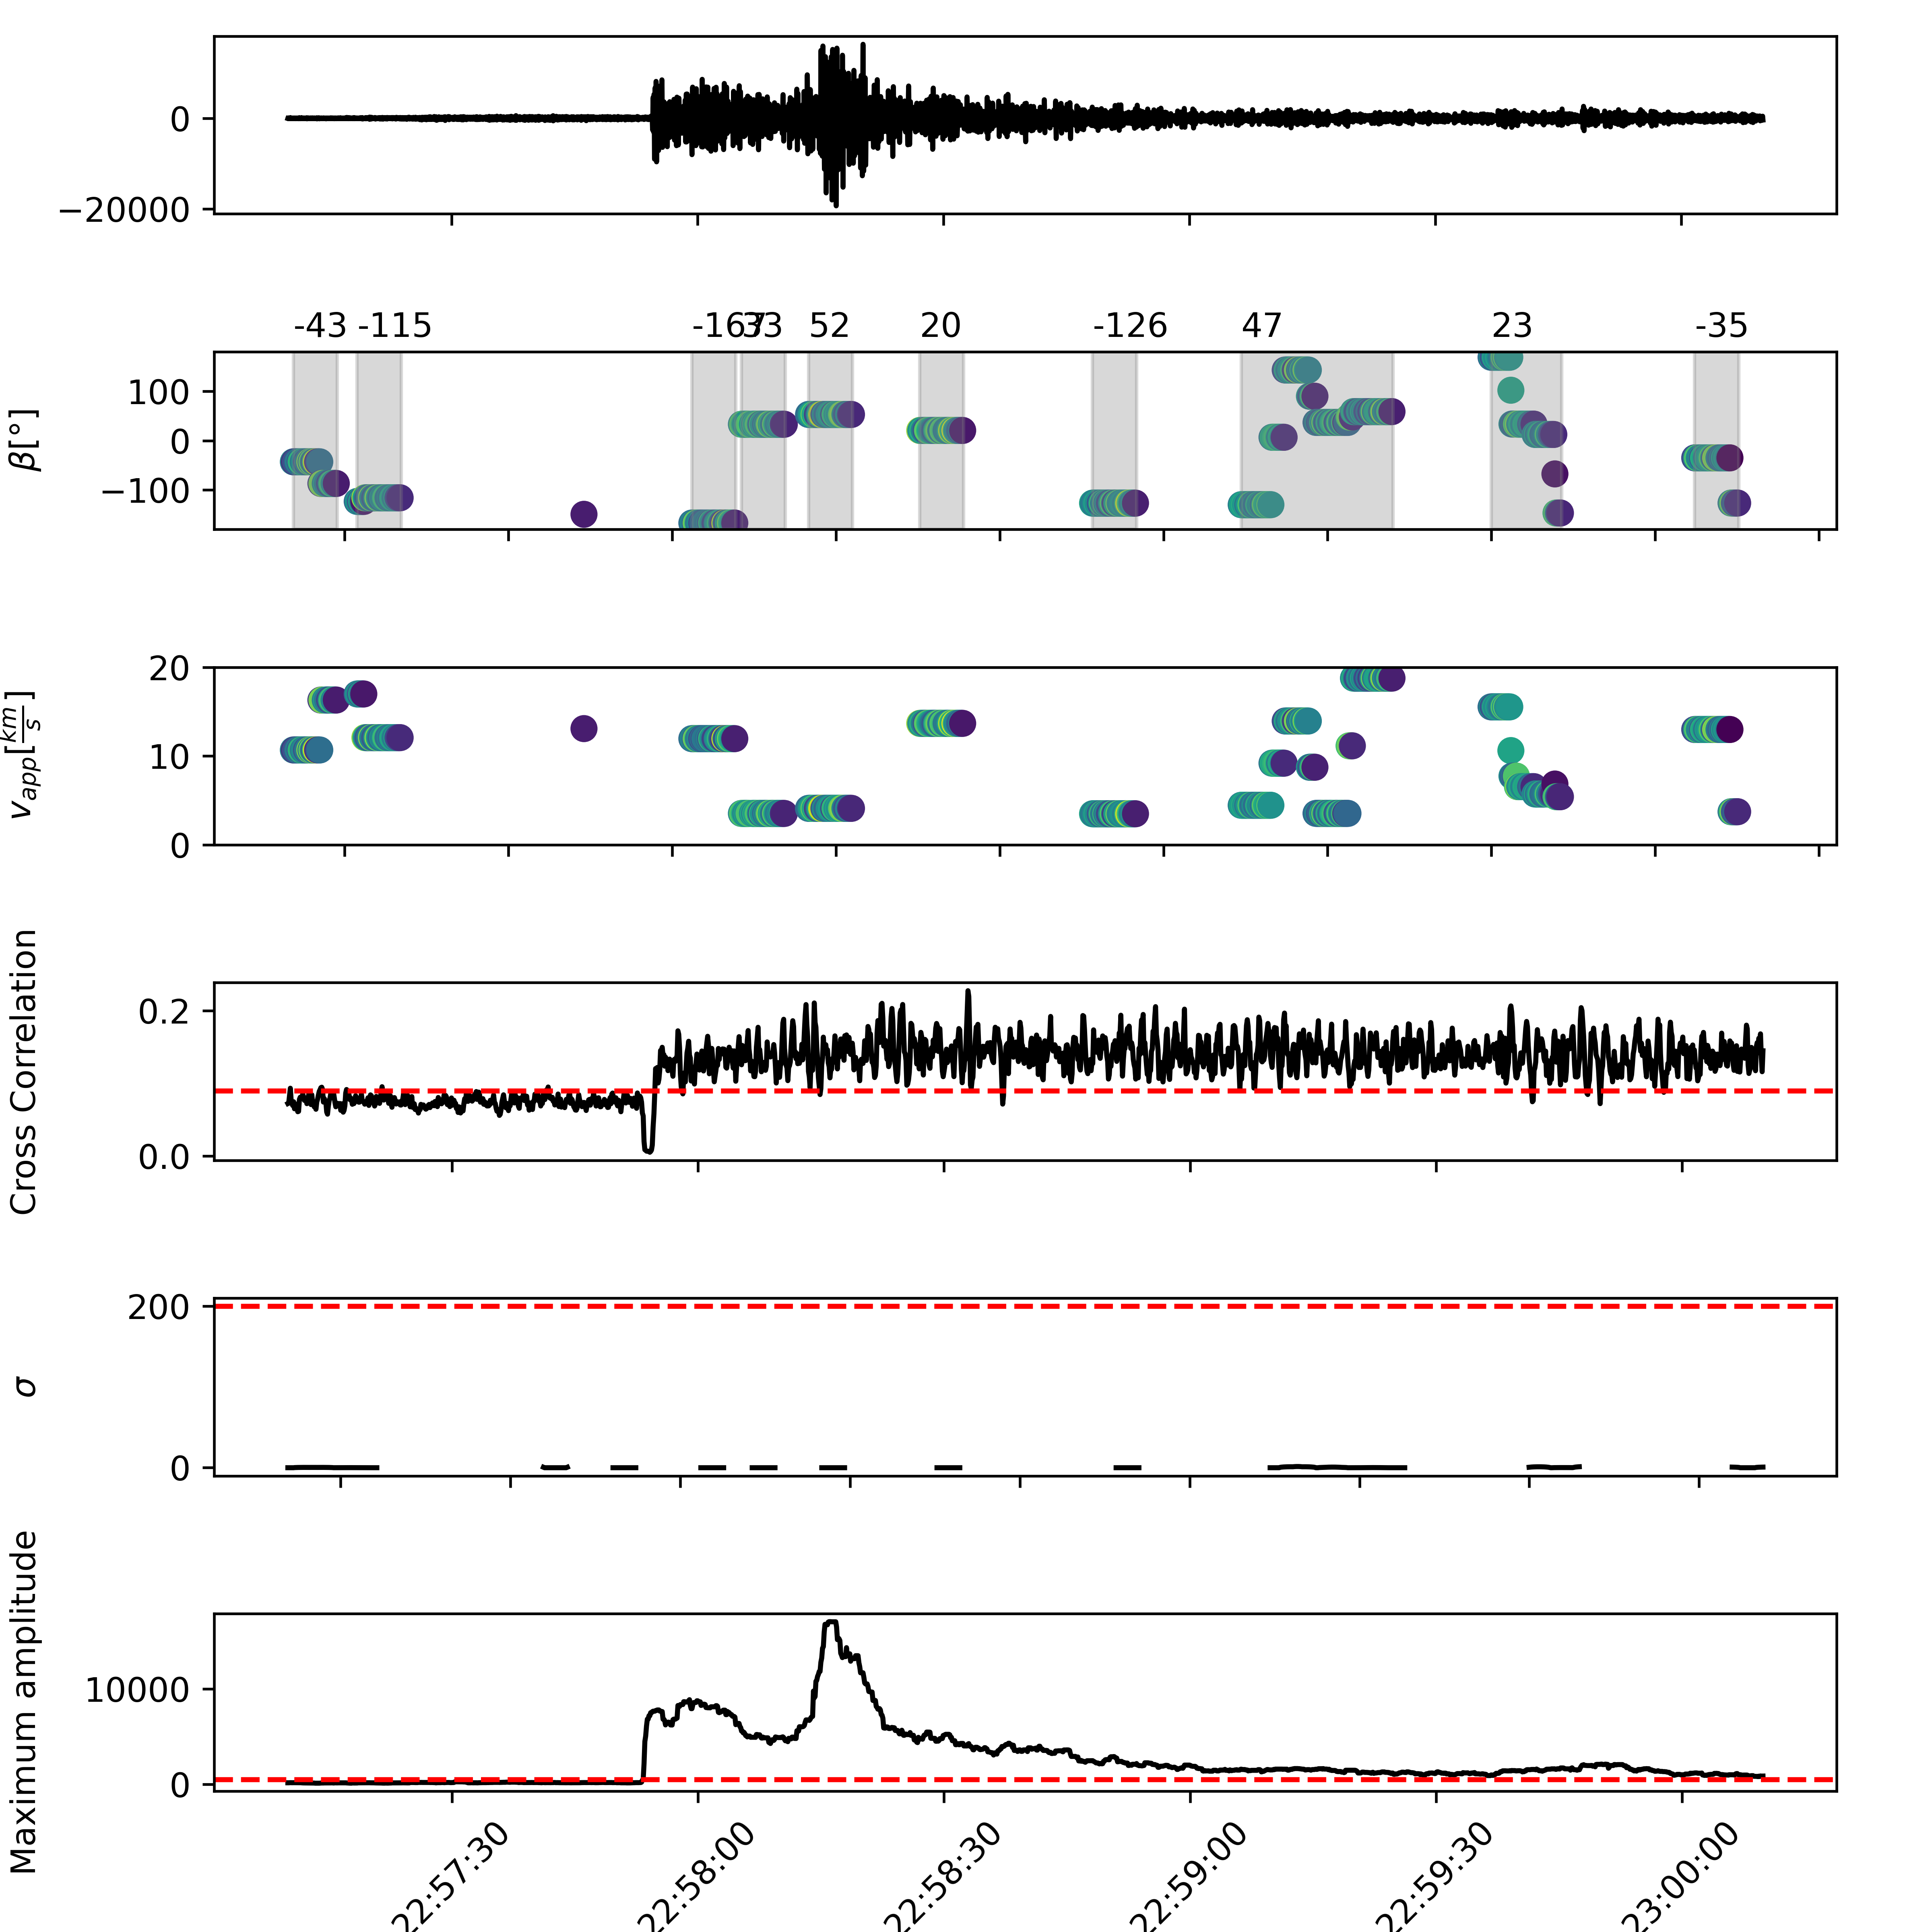 0
−20000
-43 -115 -167 33 52 20 -126 47 23 -35
100
0
−100
β[°]
20
10
0
v_app[km/s]
0.2
0.0
Cross Correlation
200
0
σ
10000
0
Maximum amplitude
22:57:30 22:58:00 22:58:30 22:59:00 22:59:30 23:00:00